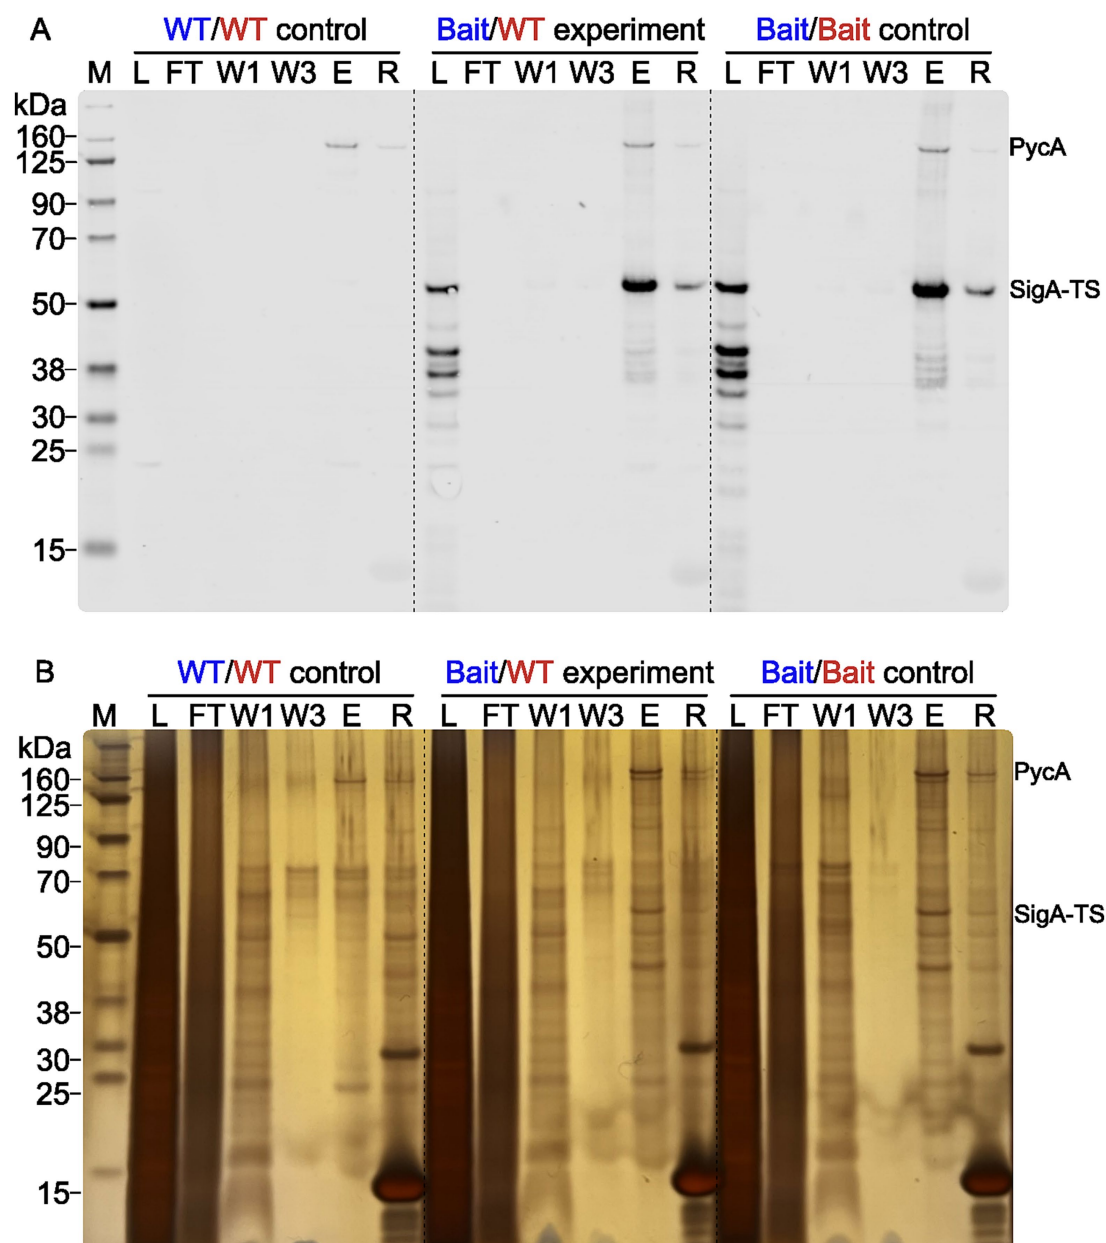 A WT/WT control Bait/WT experiment Bait/Bait control
M L FT W1 W3 E R L FT W1 W3 E R L FT W1 W3 E R
kDa
160
PycA
125
90
70
SigA-TS
50
38
30
25
15
B WT/WT control Bait/WT experiment Bait/Bait control
M L FT W1 W3 E R L FT W1 W3 E R L FT W1 W3 E R
kDa
160
PycA
125
90
70
SigA-TS
50
38
30
25
15